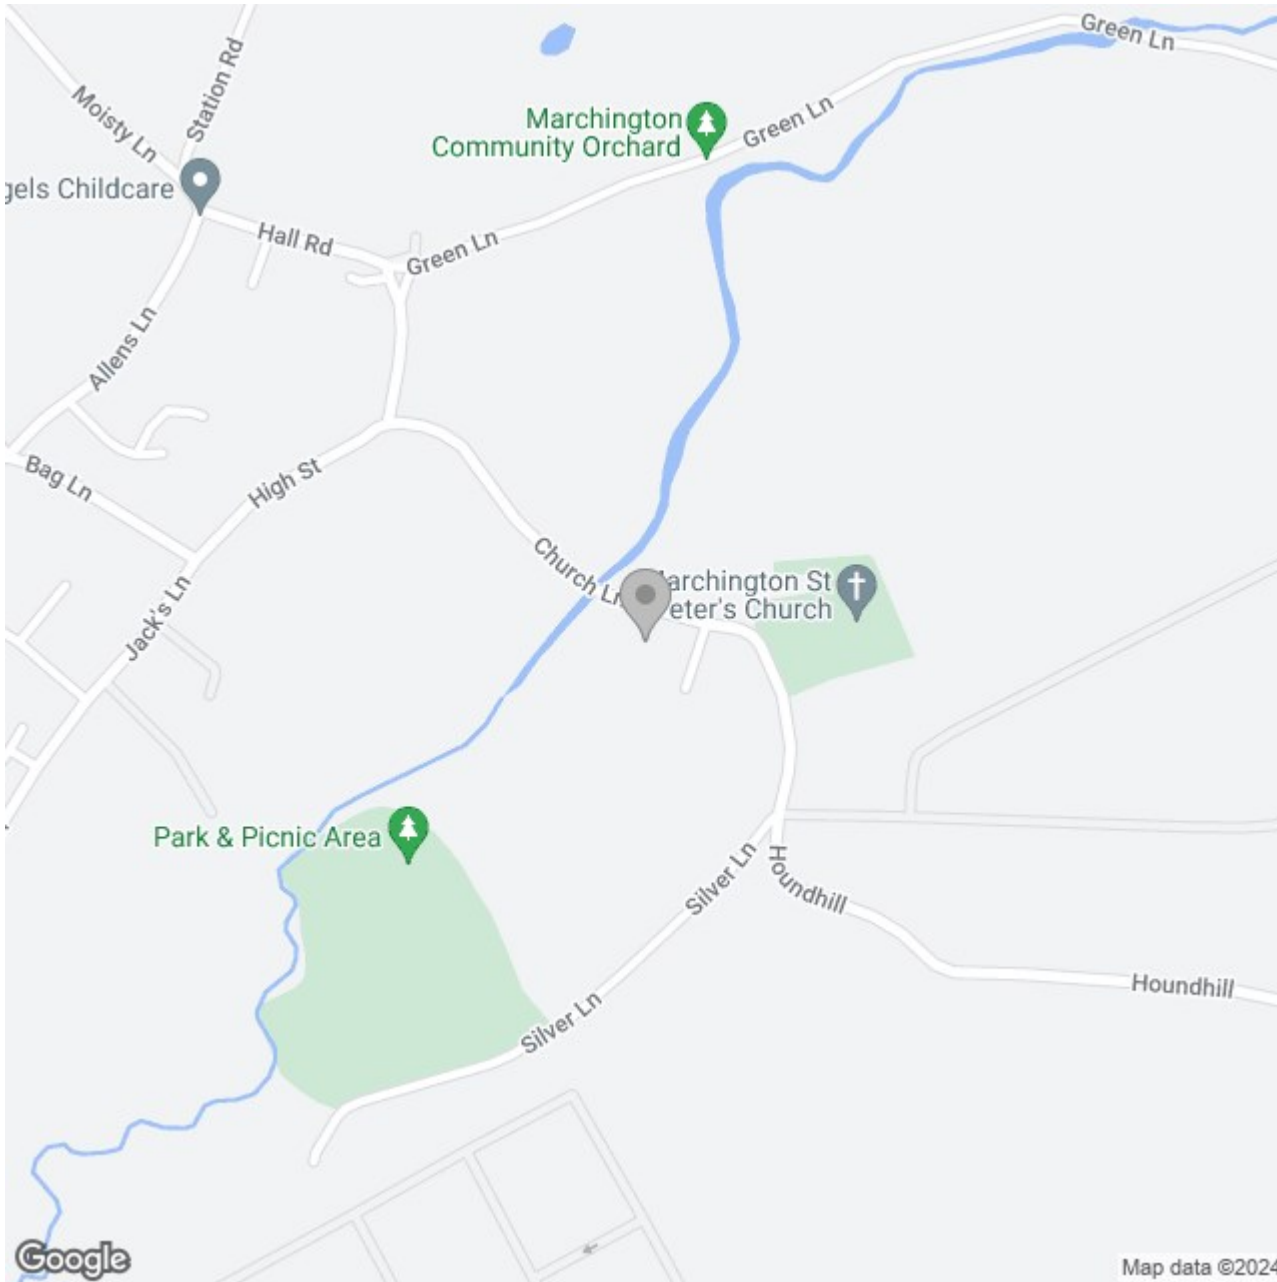 Green Ln
Station Rd
Moisty Ln
Marchington
Community Orchard
Green Ln
gels Childcare
Hall Rd
Green Ln
Allens Ln
Bag Ln
High St
Church Ln
archington St
eter's Church
Jack's Ln
Park & Picnic Area
Silver Ln
Houndhill
Houndhill
Silver Ln
Google
Map data ©2024